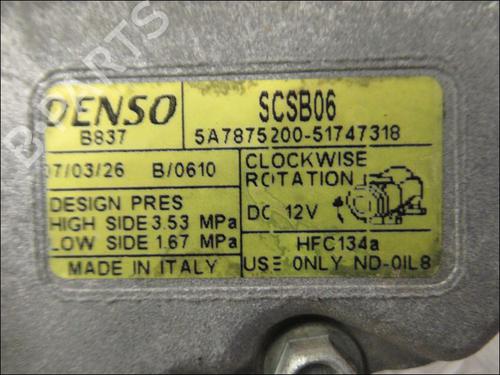 DENSO
B837
SCSB06
5A7875200-51747318
07/03/26 B/0610
CLOCKWISE
ROTATION
DC 12V
DESIGN PRES
HIGH SIDE 3.53 MPa
LOW SIDE 1.67 MPa
HFC134a
MADE IN ITALY
USE ONLY ND-OIL8
B-PARTS